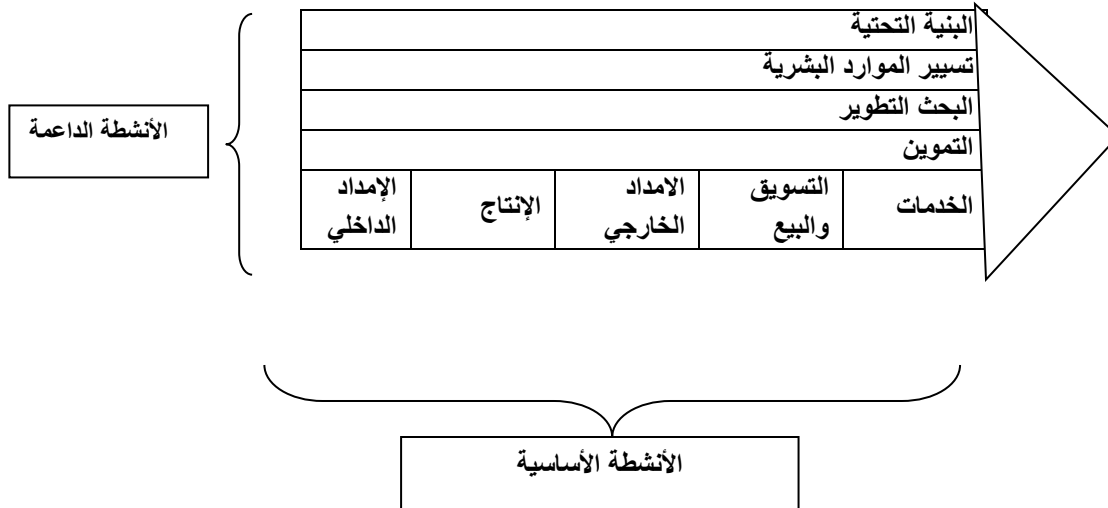 البنية التحتية
تسيير الموارد البشرية
البحث التطوير
التموين
الأنشطة الداعمة
الخدمات
التسويق
والبيع
الامداد
الخارجي
الإنتاج
الإمداد
الداخلي
الأنشطة الأساسية